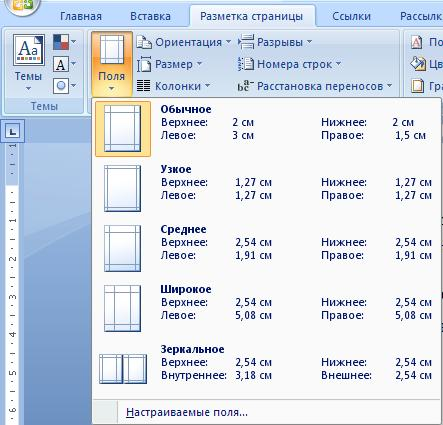 Главная Вставка Разметка страницы Ссылки Рассылк
Темы
Поля
Ориентация
Размер
Колонки
Разрывы
Номера строк
Расстановка переносов
По
Цв
Гр
Темы
Обычное
Верхнее: 2 см Нижнее: 2 см
Левое: 3 см Правое: 1,5 см
Узкое
Верхнее: 1,27 см Нижнее: 1,27 см
Левое: 1,27 см Правое: 1,27 см
Среднее
Верхнее: 2,54 см Нижнее: 2,54 см
Левое: 1,91 см Правое: 1,91 см
Широкое
Верхнее: 2,54 см Нижнее: 2,54 см
Левое: 5,08 см Правое: 5,08 см
Зеркальное
Верхнее: 2,54 см Нижнее: 2,54 см
Внутреннее: 3,18 см Внешнее: 2,54 см
Настраиваемые поля...